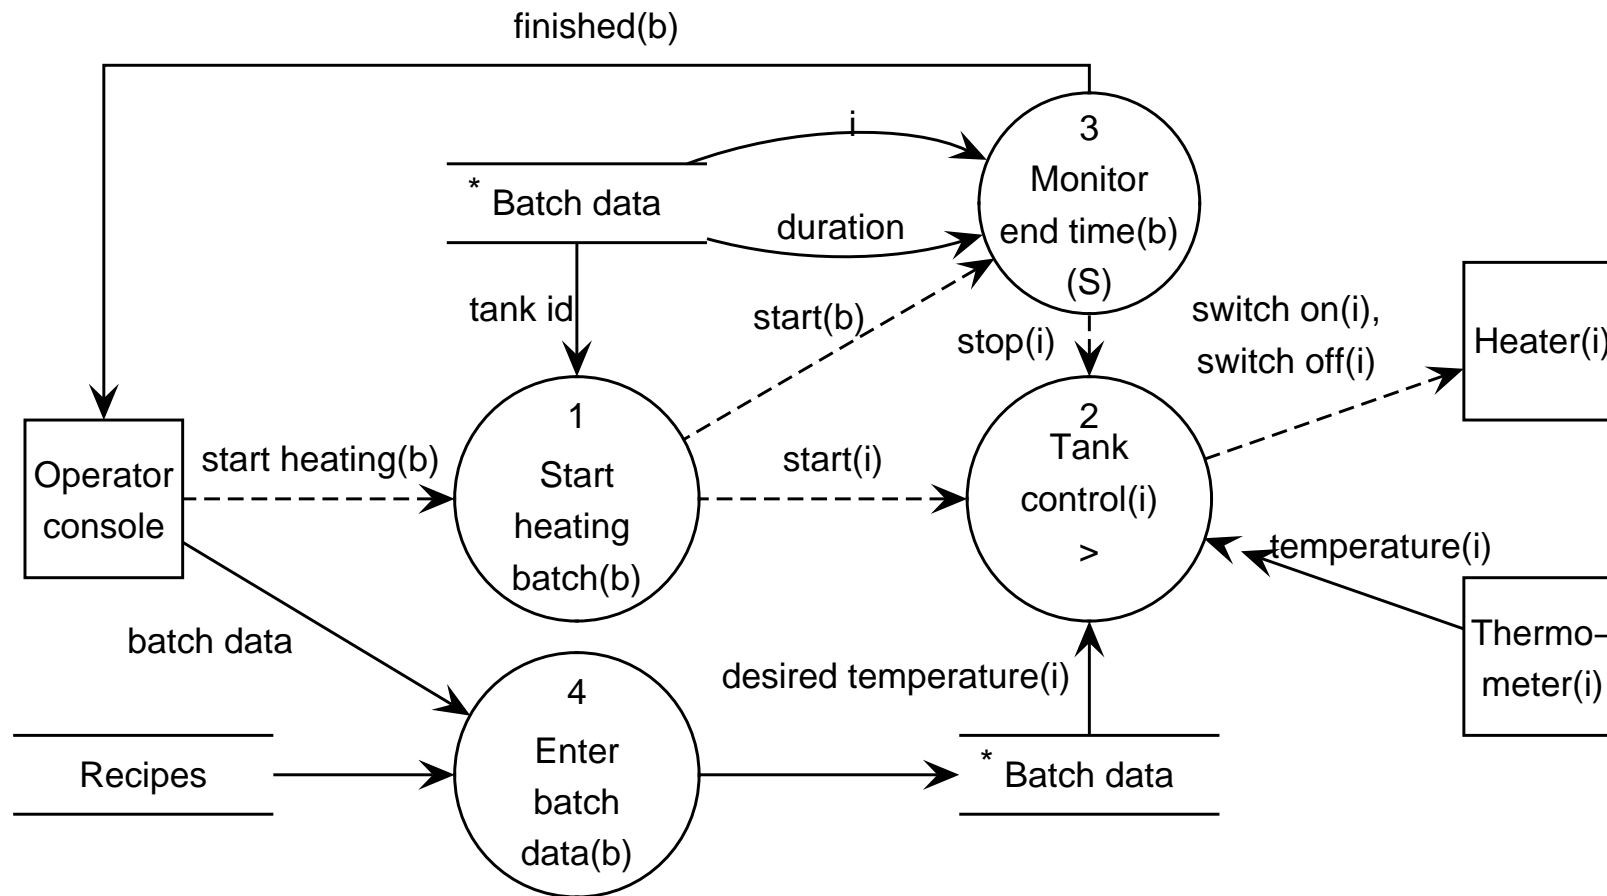 finished(b)
i
3
Monitor
end time(b)
(S)
* Batch data
duration
tank id
start(b)
stop(i)
switch on(i),
switch off(i)
Heater(i)
Operator
console
start heating(b)
1
Start
heating
batch(b)
start(i)
2
Tank
control(i)
>
temperature(i)
Thermo–
meter(i)
batch data
desired temperature(i)
4
Enter
batch
data(b)
Recipes
* Batch data